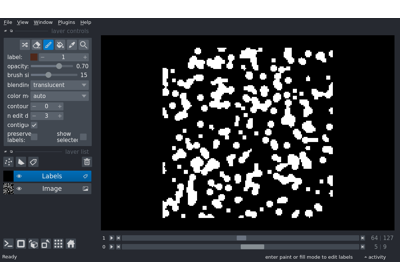 File View Window Plugins Help
layer controls
label: 1
opacity: 0.70
brush si 15
blending translucent
color m auto
contour 0
n edit d 3
contigu
preserve labels: show selected
layer list
Labels
Image
1 64 127
0 5 9
Ready enter paint or fill mode to edit labels activity